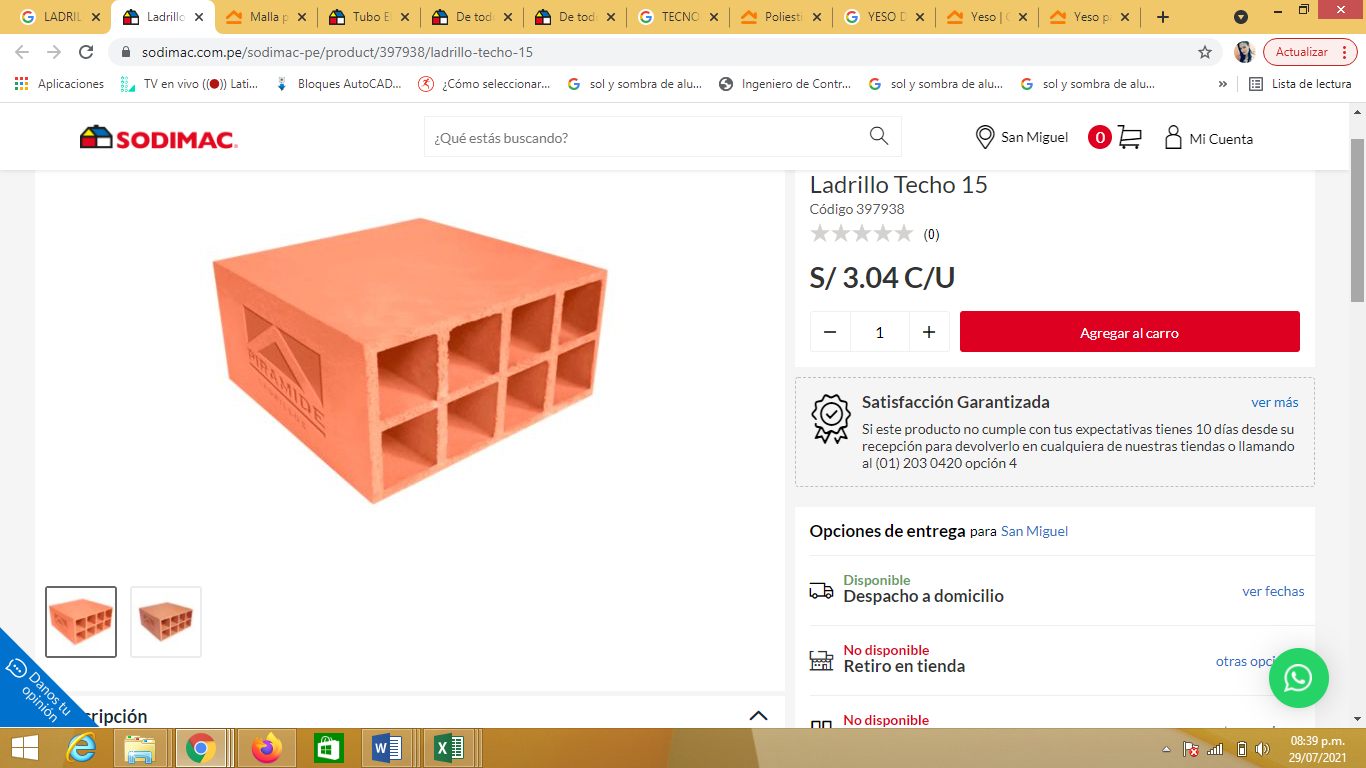 LADRIL
Ladrillo
Malla p
Tubo E
De tod
De tod
TECNO
Poliesti
YESO D
Yeso | C
Yeso p
sodimac.com.pe/sodimac-pe/product/397938/ladrillo-techo-15
Actualizar
Aplicaciones
TV en vivo ((●)) Lati...
Bloques AutoCAD...
¿Cómo seleccionar...
sol y sombra de alu...
Ingeniero de Contr...
sol y sombra de alu...
sol y sombra de alu...
»
Lista de lectura
SODIMAC
¿Qué estás buscando?
San Miguel
0
Mi Cuenta
Ladrillo Techo 15
Código 397938
(0)
S/ 3.04 C/U
− 1 +
Agregar al carro
PIRAMIDE
Satisfacción Garantizada
ver más
Si este producto no cumple con tus expectativas tienes 10 días desde su
recepción para devolverlo en cualquiera de nuestras tiendas o llamando
al (01) 203 0420 opción 4
Opciones de entrega para San Miguel
Disponible
Despacho a domicilio
ver fechas
No disponible
Retiro en tienda
otras opci
No disponible
Danos tu
opinión
cripción
08:39 p.m.
29/07/2021